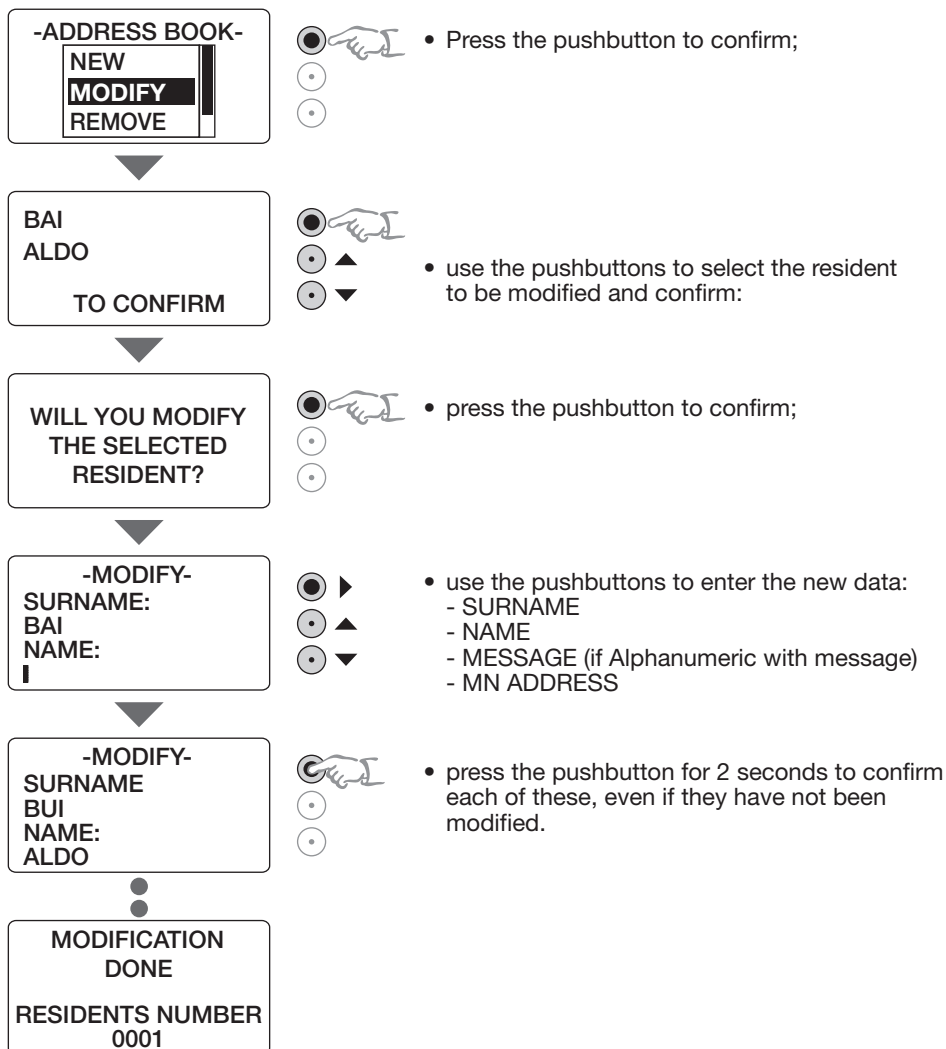 -ADDRESS BOOK-
NEW
MODIFY
REMOVE
• Press the pushbutton to confirm;
BAI
ALDO
TO CONFIRM
• use the pushbuttons to select the resident
to be modified and confirm:
WILL YOU MODIFY
THE SELECTED
RESIDENT?
• press the pushbutton to confirm;
-MODIFY-
SURNAME:
BAI
NAME:
• use the pushbuttons to enter the new data:
- SURNAME
- NAME
- MESSAGE (if Alphanumeric with message)
- MN ADDRESS
-MODIFY-
SURNAME
BUI
NAME:
ALDO
• press the pushbutton for 2 seconds to confirm
each of these, even if they have not been
modified.
MODIFICATION
DONE
RESIDENTS NUMBER
0001